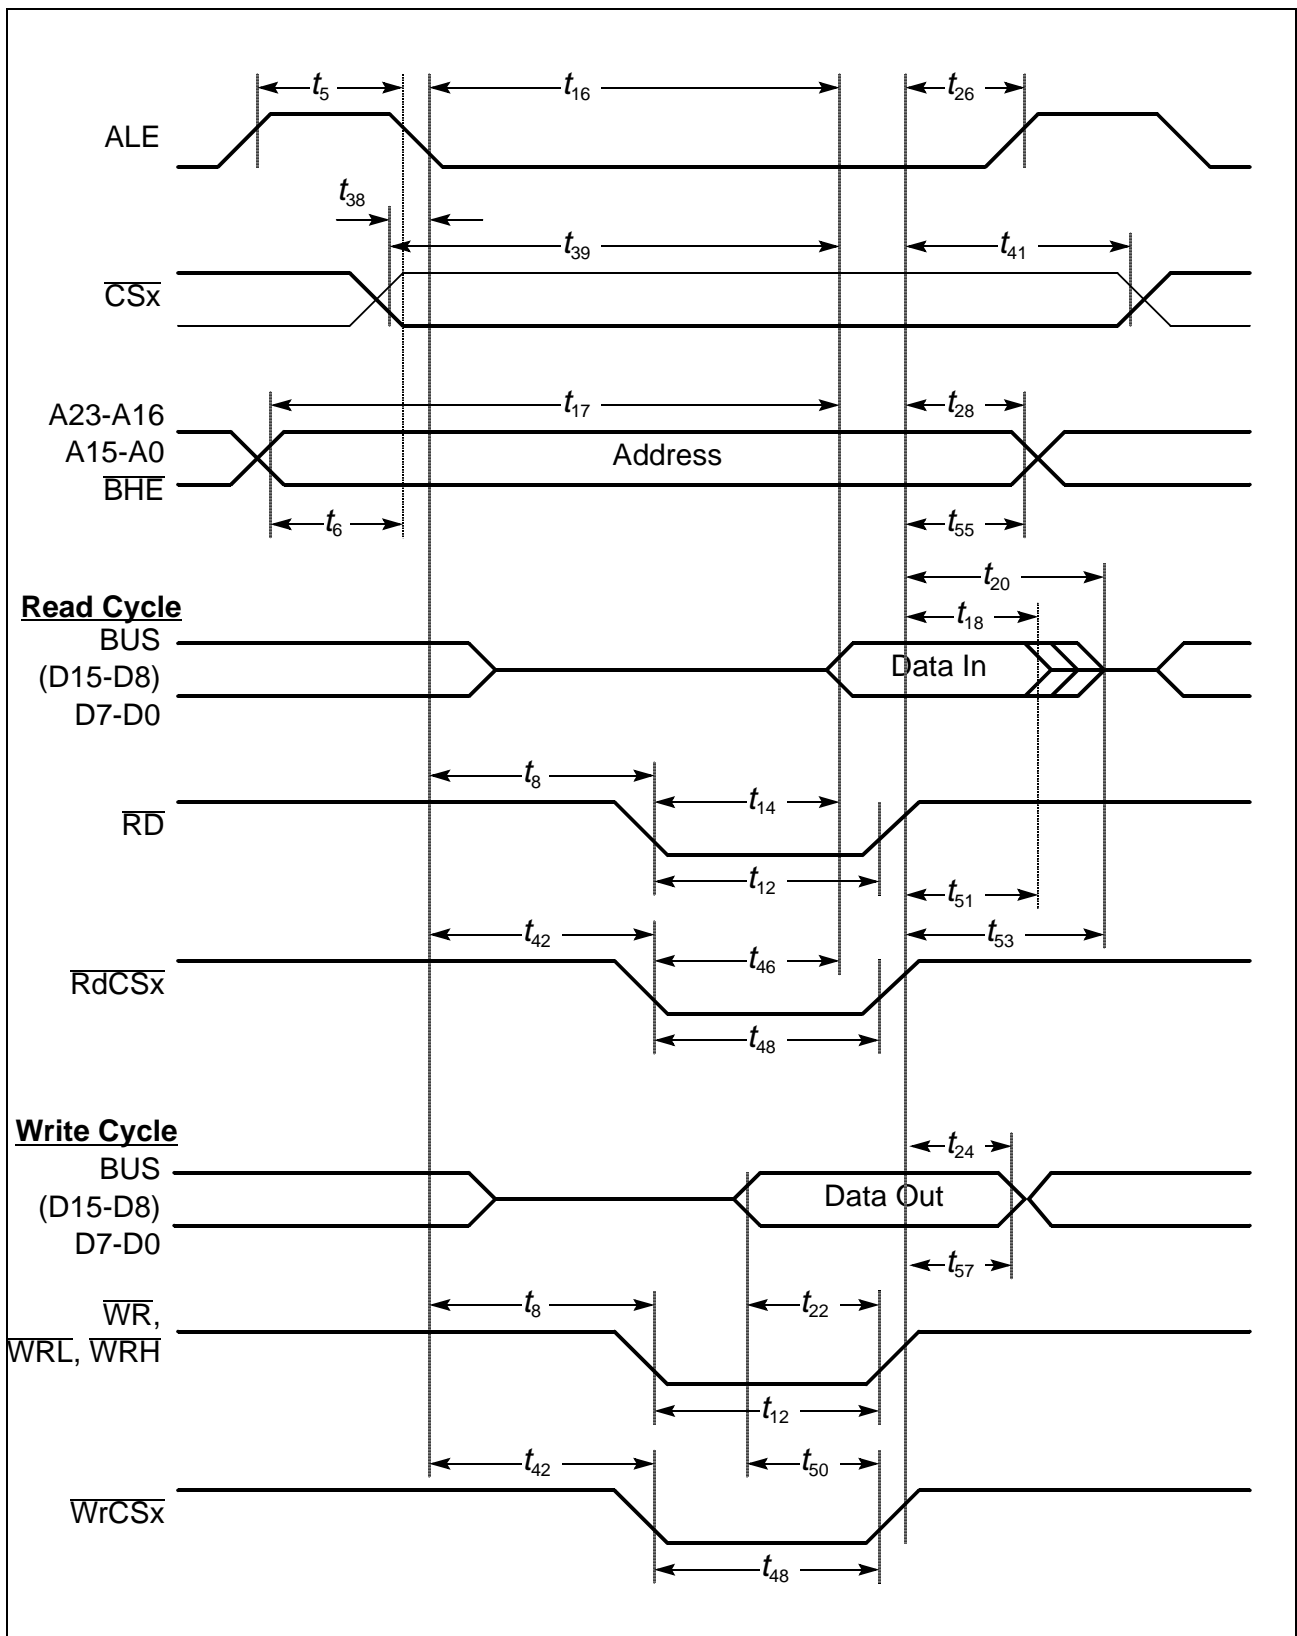 t5
t16
t26
ALE
t38
t39
t41
CSx
t17
t28
A23-A16
A15-A0
BHE
Address
t6
t55
t20
Read Cycle
t18
BUS
(D15-D8)
D7-D0
Data In
t8
t14
RD
t12
t51
t42
t53
t46
RdCSx
t48
Write Cycle
t24
BUS
(D15-D8)
D7-D0
Data Out
t57
t8
t22
WR,
WRL, WRH
t12
t42
t50
WrCSx
t48